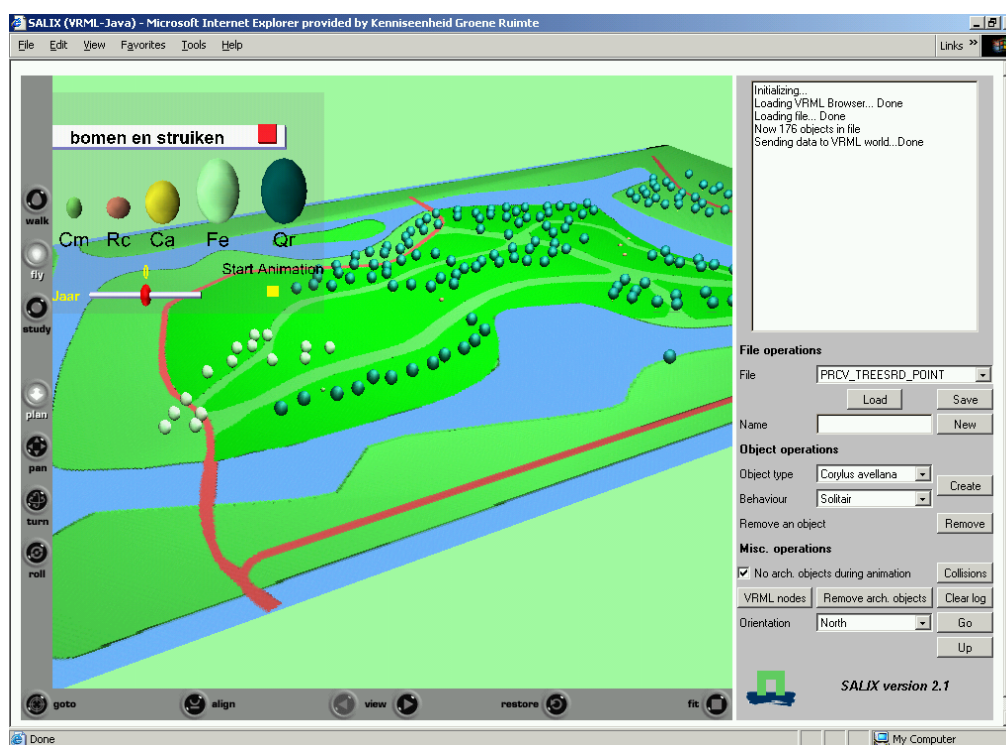 SALIX (VRML-Java) - Microsoft Internet Explorer provided by Kenniseenheid Groene Ruimte
File Edit View Favorites Tools Help Links »
bomen en struiken
Cm Rc Ca Fe Qr
Start Animation
Jaar
walk
fly
study
plan
pan
turn
roll
goto align view restore fit
Initializing...
Loading VRML Browser... Done
Loading file... Done
Now 176 objects in file
Sending data to VRML world...Done
File operations
File PRCV_TREESRD_POINT
Load Save
Name New
Object operations
Object type Corylus avellana
Create
Behaviour Solitair
Remove an object Remove
Misc. operations
No arch. objects during animation Collisions
VRML nodes Remove arch. objects Clear log
Orientation North Go
Up
SALIX version 2.1
Done My Computer